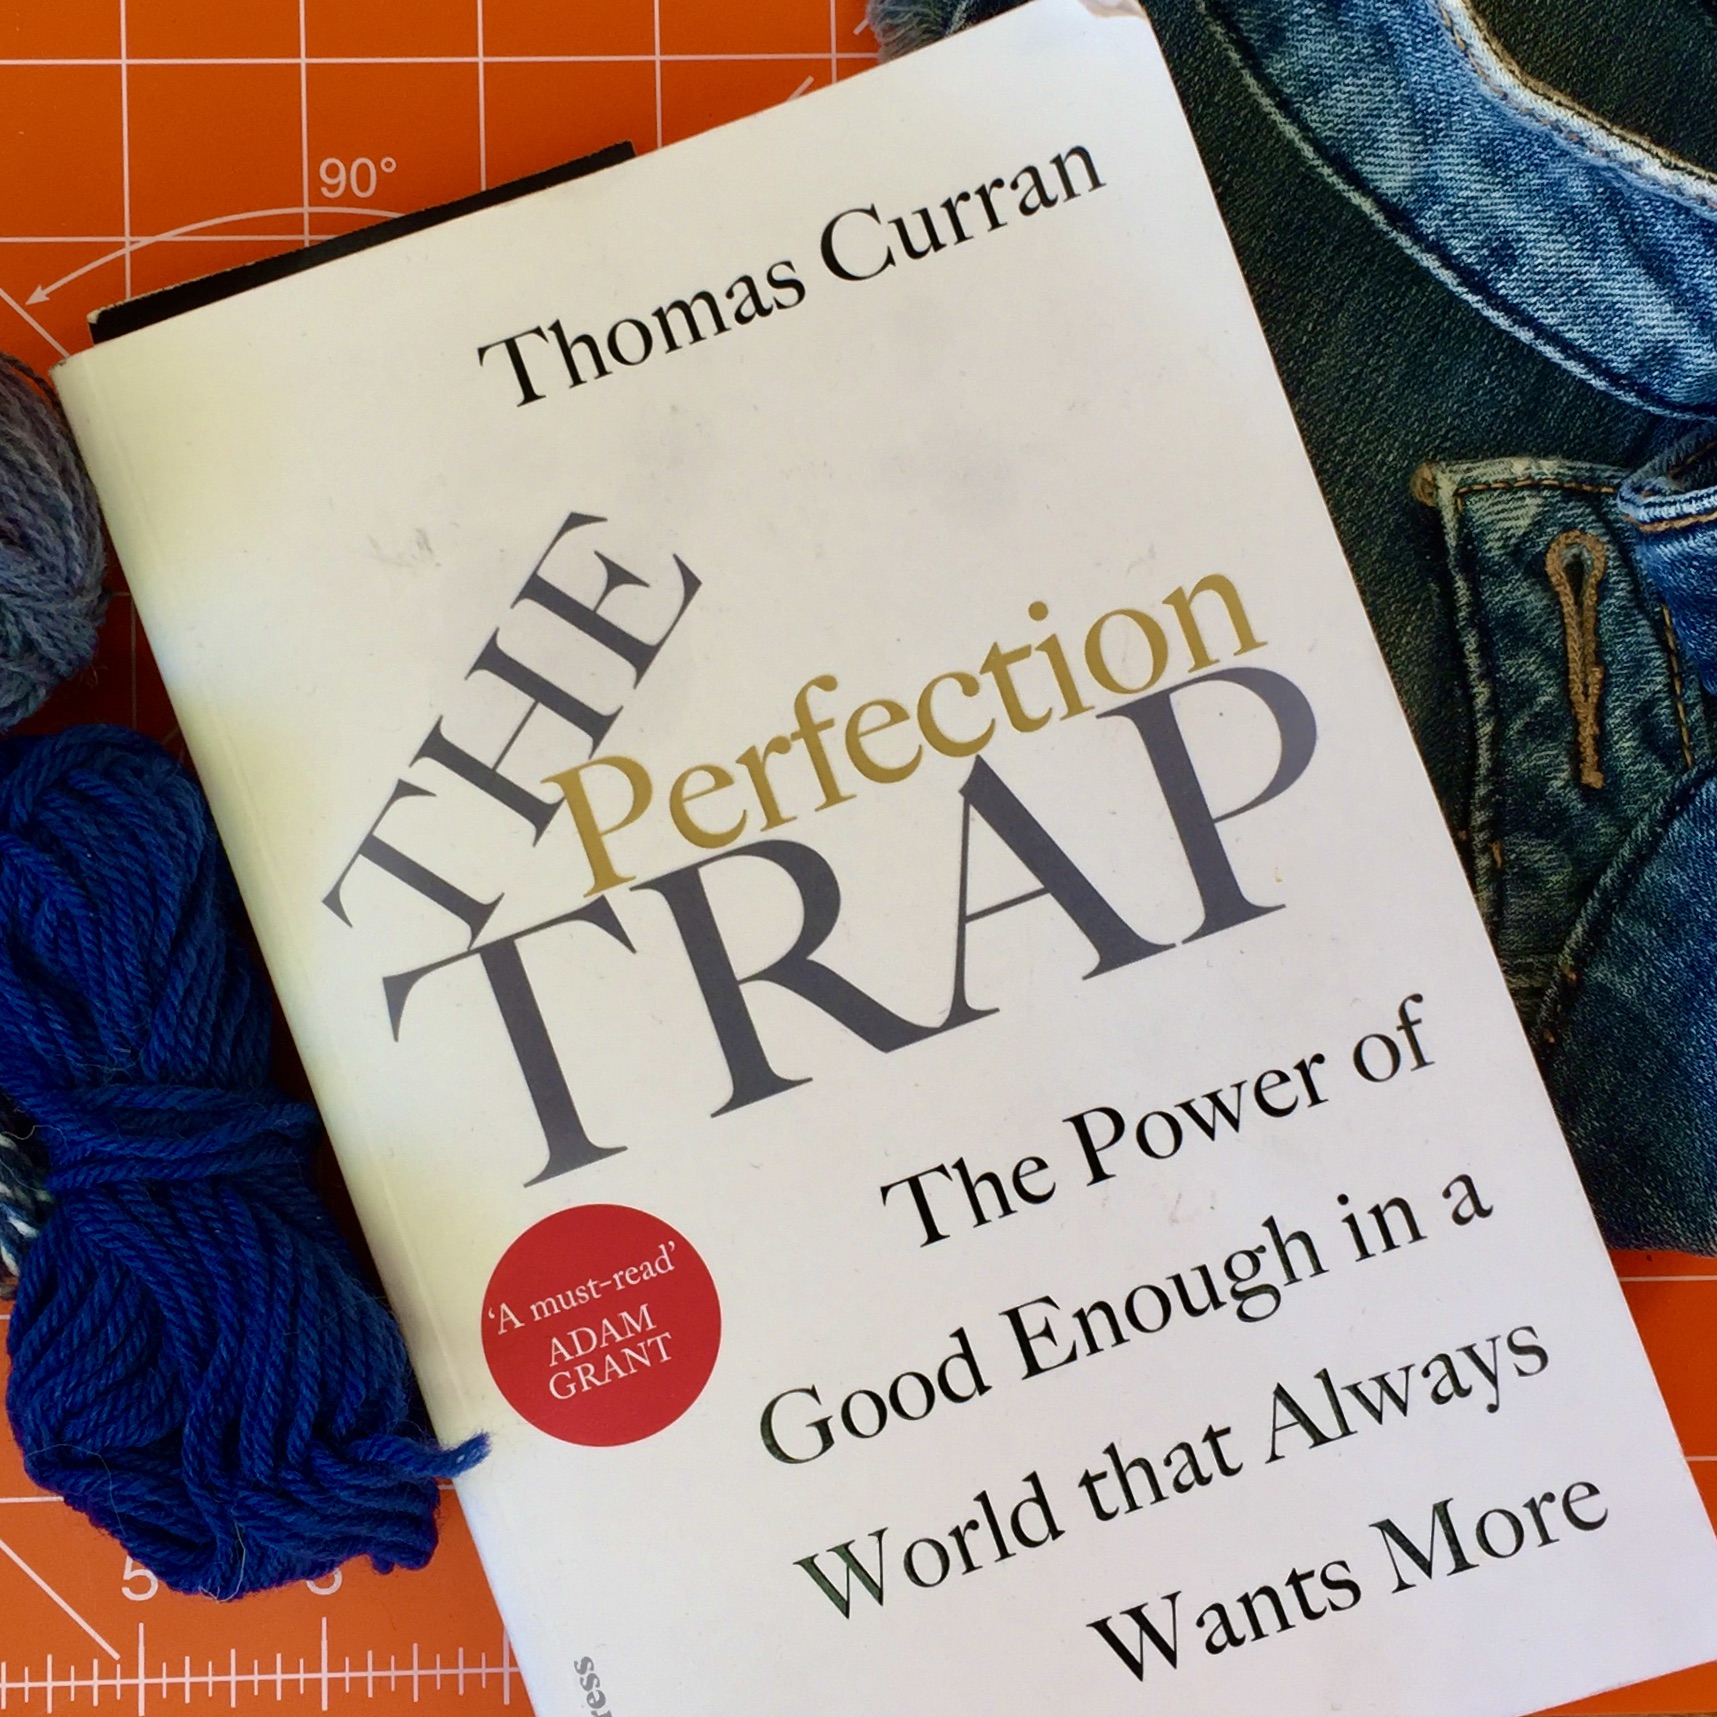 90°
Thomas Curran
THE
Perfection
TRAP
The Power of
Good Enough in a
World that Always
Wants More
'A must-read'
ADAM
GRANT
5